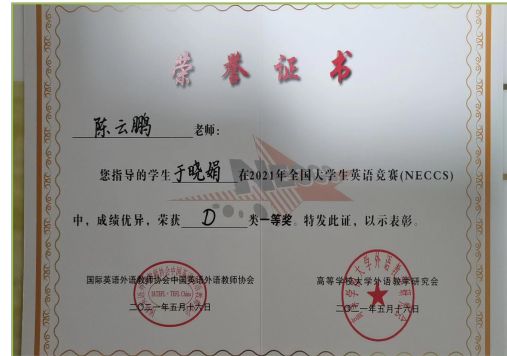 荣誉证书
陈云鹏老师：
您指导的学生于晓娟在2021年全国大学生英语竞赛(NECCS)
中，成绩优异，荣获D类一等奖。特发此证，以示表彰。
国际英语外语教师协会中国英语外语教师协会 高等学校大学外语教学研究会
二〇二一年五月十六日 二〇二一年五月十六日